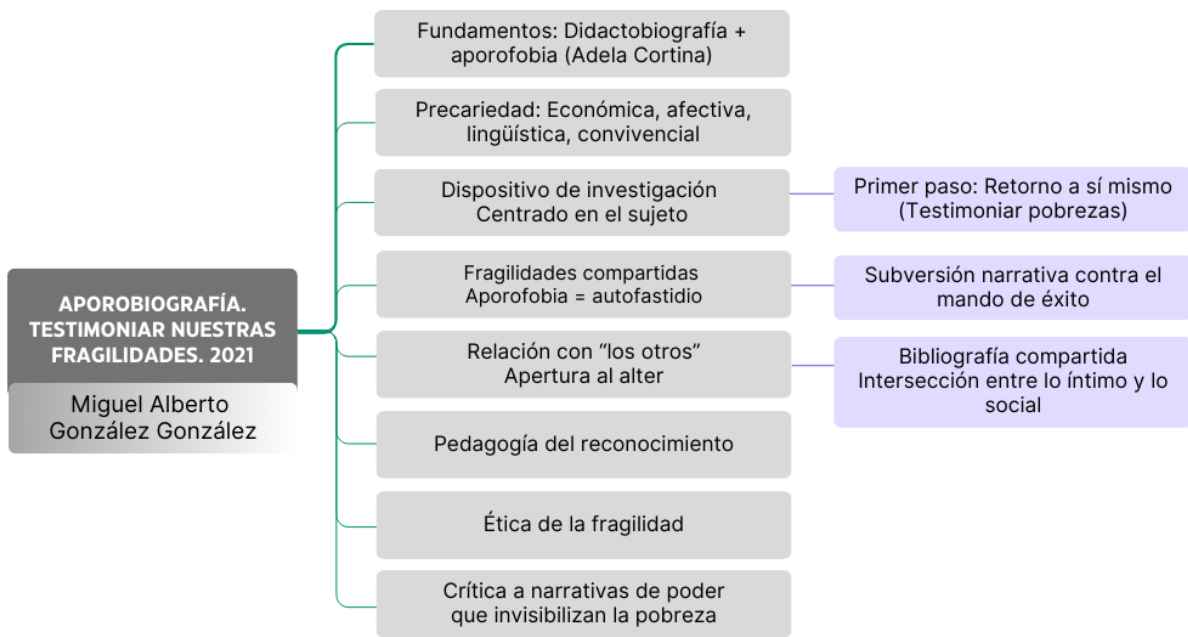 Fundamentos: Didactobiografía +
aporofobia (Adela Cortina)
Precariedad: Económica, afectiva,
lingüística, convivencial
Dispositivo de investigación
Centrado en el sujeto
Primer paso: Retorno a sí mismo
(Testimoniar pobrezas)
Fragilidades compartidas
Aporofobia = autofastidio
Subversión narrativa contra el
mando de éxito
APOROBIOGRAFÍA.
TESTIMONIAR NUESTRAS
FRAGILIDADES. 2021
Miguel Alberto
González González
Relación con “los otros”
Apertura al alter
Bibliografía compartida
Intersección entre lo íntimo y lo
social
Pedagogía del reconocimiento
Ética de la fragilidad
Crítica a narrativas de poder
que invisibilizan la pobreza